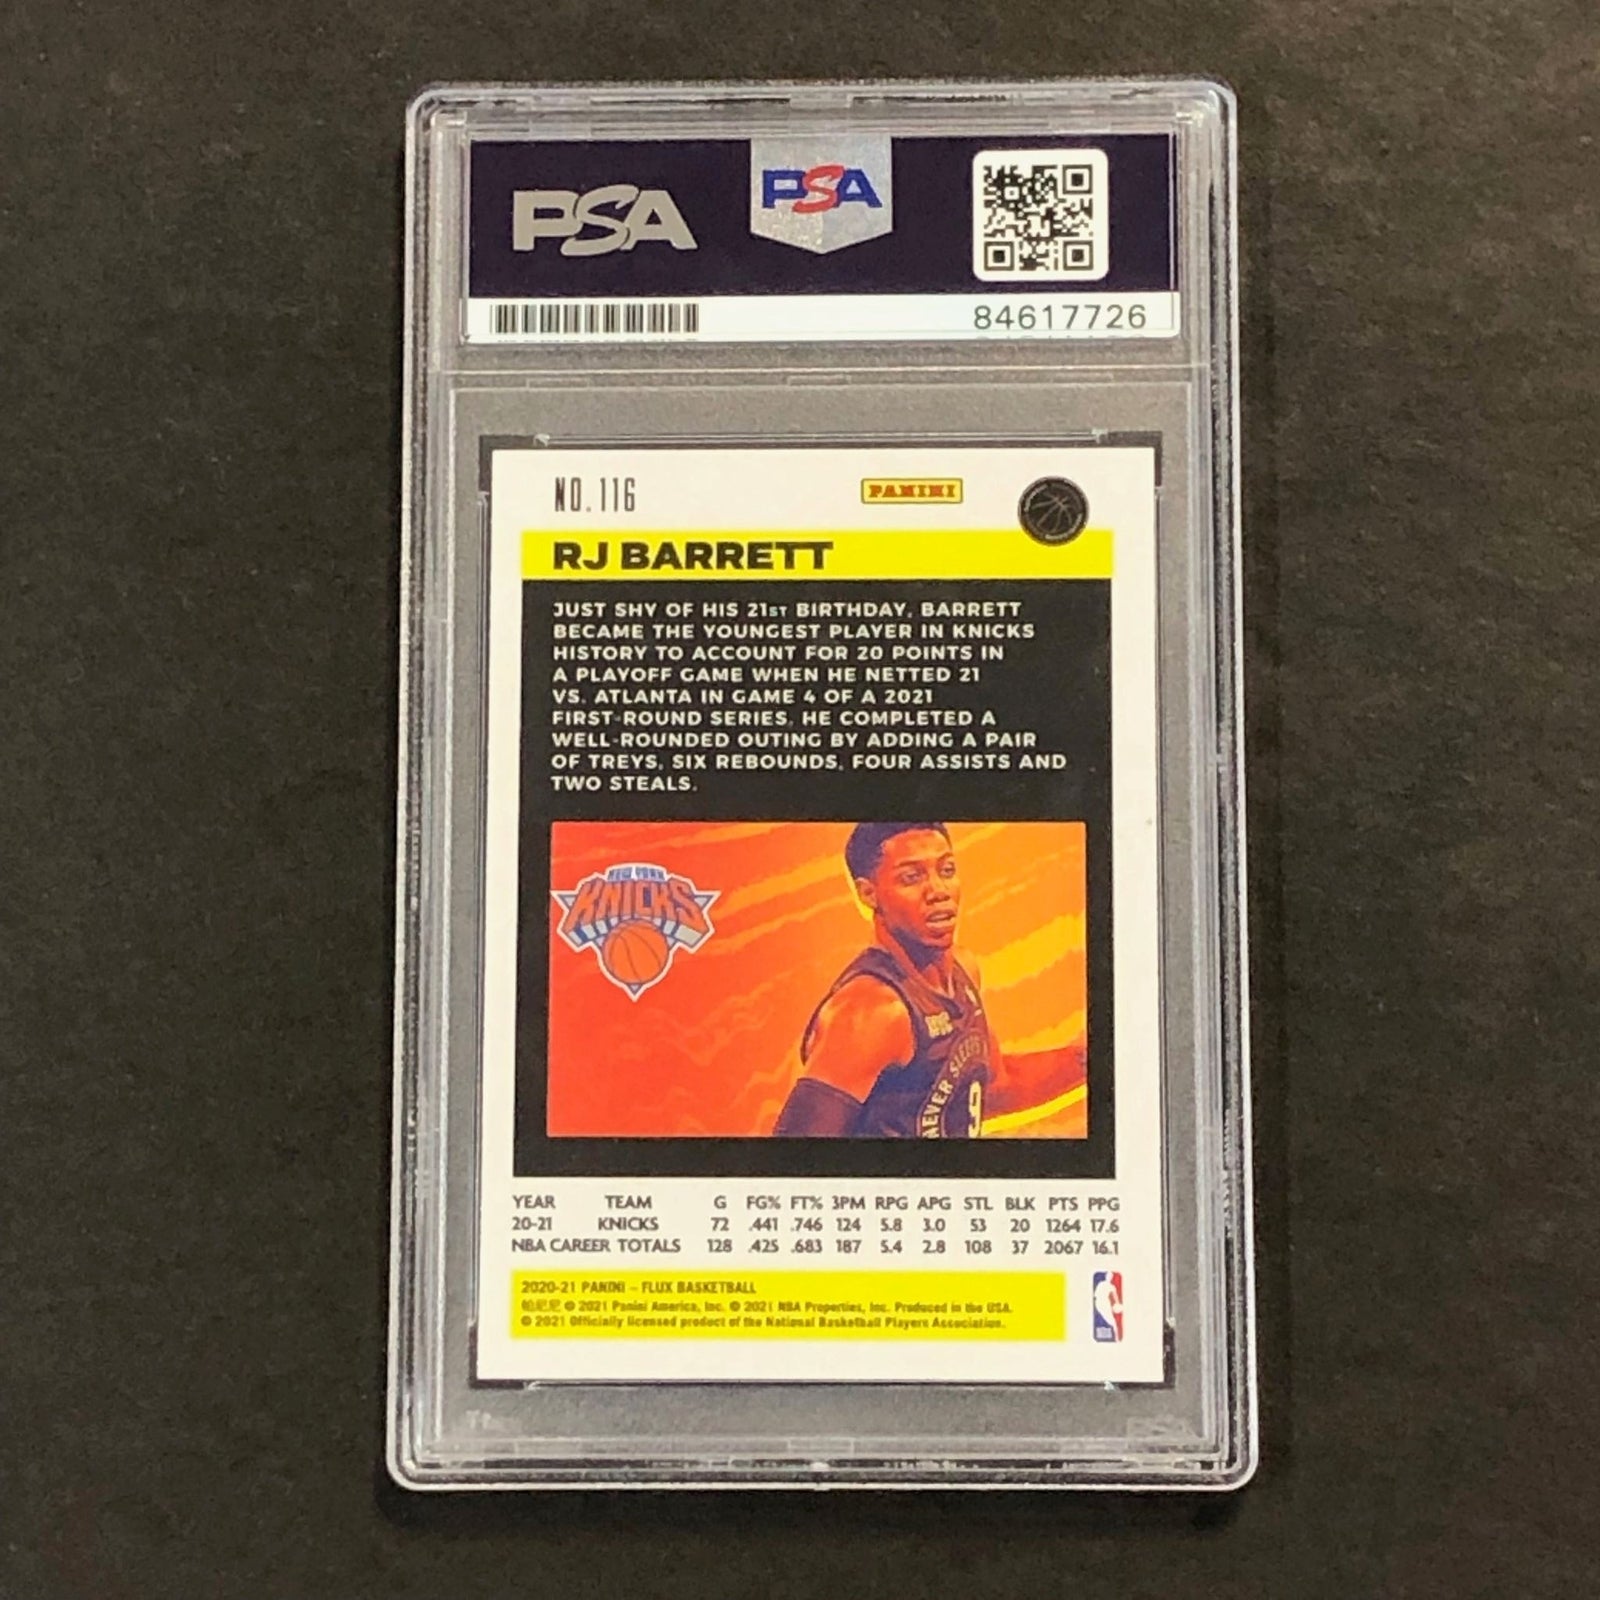 PSA
PSA
84617726
NO. 116
PANINI
RJ BARRETT
JUST SHY OF HIS 21ST BIRTHDAY, BARRETT
BECAME THE YOUNGEST PLAYER IN KNICKS
HISTORY TO ACCOUNT FOR 20 POINTS IN
A PLAYOFF GAME WHEN HE NETTED 21
VS. ATLANTA IN GAME 4 OF A 2021
FIRST-ROUND SERIES. HE COMPLETED A
WELL-ROUNDED OUTING BY ADDING A PAIR
OF TREYS, SIX REBOUNDS, FOUR ASSISTS AND
TWO STEALS.
NEW YORK
KNICKS
NEVER SLEEPS
9
YEAR TEAM G FG% FT% 3PM RPG APG STL BLK PTS PPG
20-21 KNICKS 72 .441 .746 124 5.8 3.0 53 20 1264 17.6
NBA CAREER TOTALS 128 .425 .683 187 5.4 2.8 108 37 2067 16.1
2020-21 PANINI – FLUX BASKETBALL
帕尼尼 © 2021 Panini America, Inc. © 2021 NBA Properties, Inc. Produced in the USA.
© 2021 Officially licensed product of the National Basketball Players Association.
NBA